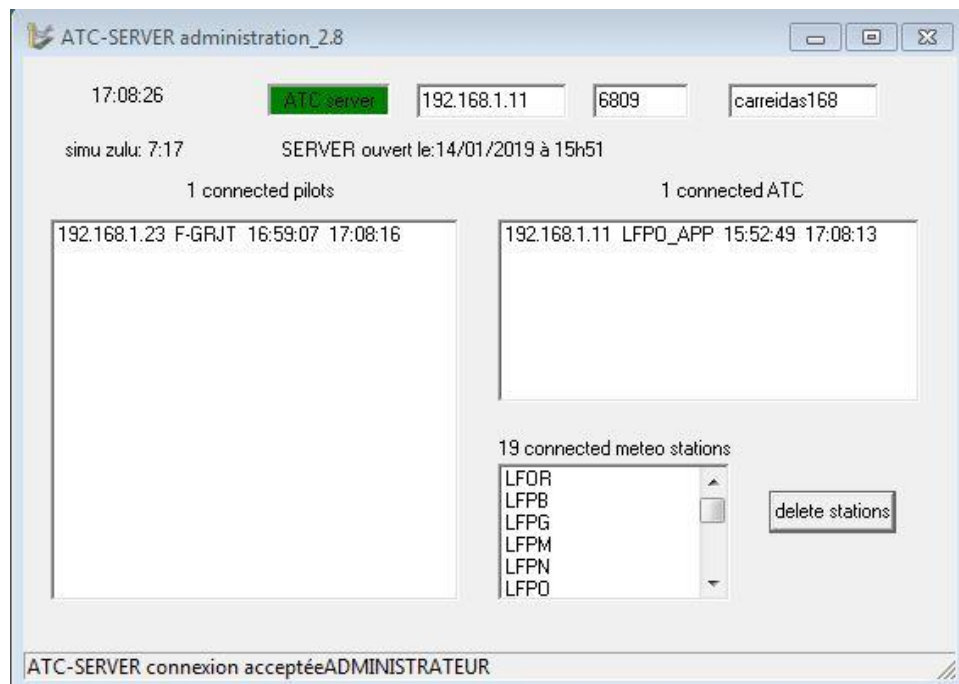 ATC-SERVER administration_2.8
17:08:26 ATC server 192.168.1.11 6809 carreidas168
simu zulu: 7:17 SERVER ouvert le:14/01/2019 à 15h51
1 connected pilots 1 connected ATC
192.168.1.23 F-GRJT 16:59:07 17:08:16
192.168.1.11 LFPO_APP 15:52:49 17:08:13
19 connected meteo stations
LFOR
LFPB
LFPG
LFPM
LFPN
LFPO
delete stations
ATC-SERVER connexion acceptéeADMINISTRATEUR